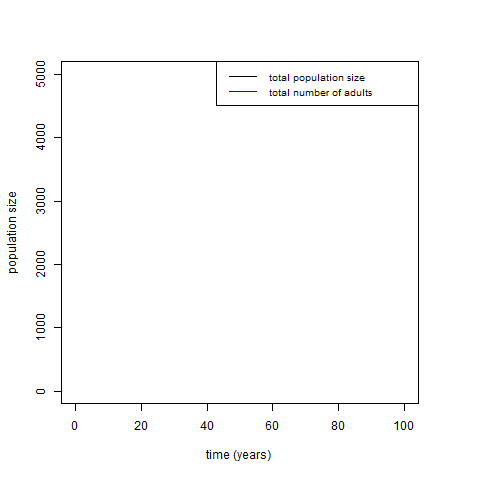 total population size
total number of adults
5000
4000
3000
2000
1000
0
population size
0 20 40 60 80 100
time (years)